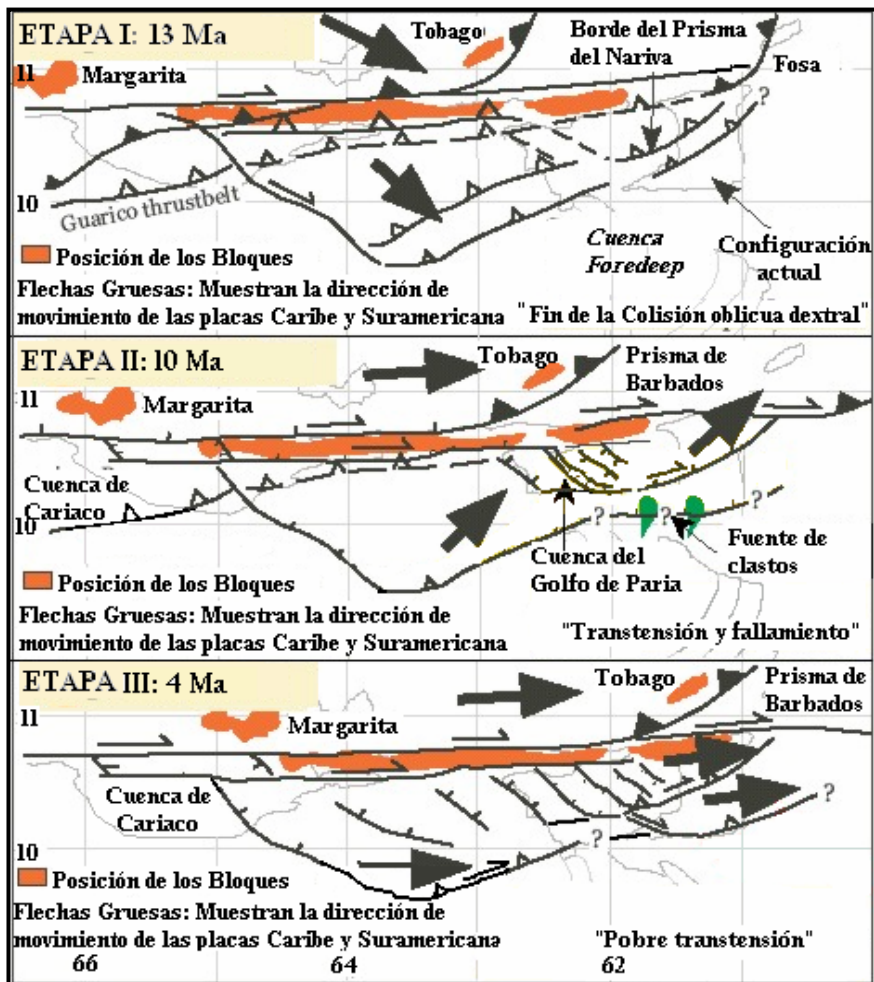 ETAPA I: 13 Ma
Tobago
Borde del Prisma
del Nariva
Fosa
11
Margarita
?
10
Guarico thrustbelt
Cuenca
Foredeep
Configuración
actual
Posición de los Bloques
Flechas Gruesas: Muestran la dirección de
movimiento de las placas Caribe y Suramericana
"Fin de la Colisión oblicua dextral"
ETAPA II: 10 Ma
Tobago
Prisma de
Barbados
11
Margarita
Cuenca de
Cariaco
10
?
?
?
Cuenca del
Golfo de Paria
Fuente de
clastos
Posición de los Bloques
Flechas Gruesas: Muestran la dirección de
movimiento de las placas Caribe y Suramericana
"Transtensión y fallamiento"
ETAPA III: 4 Ma
Tobago
Prisma de
Barbados
11
Margarita
Cuenca de
Cariaco
?
?
10
Posición de los Bloques
Flechas Gruesas: Muestran la dirección de
movimiento de las placas Caribe y Suramericana
"Pobre transtensión"
66
64
62